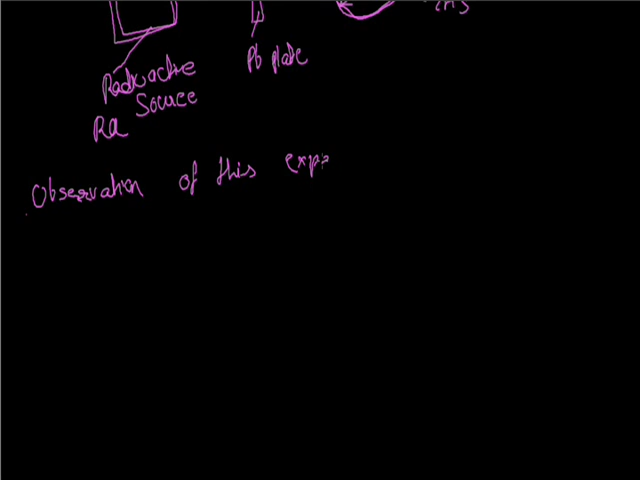 Radioactive
Source
Pb plate
Ra
Observation of this exp